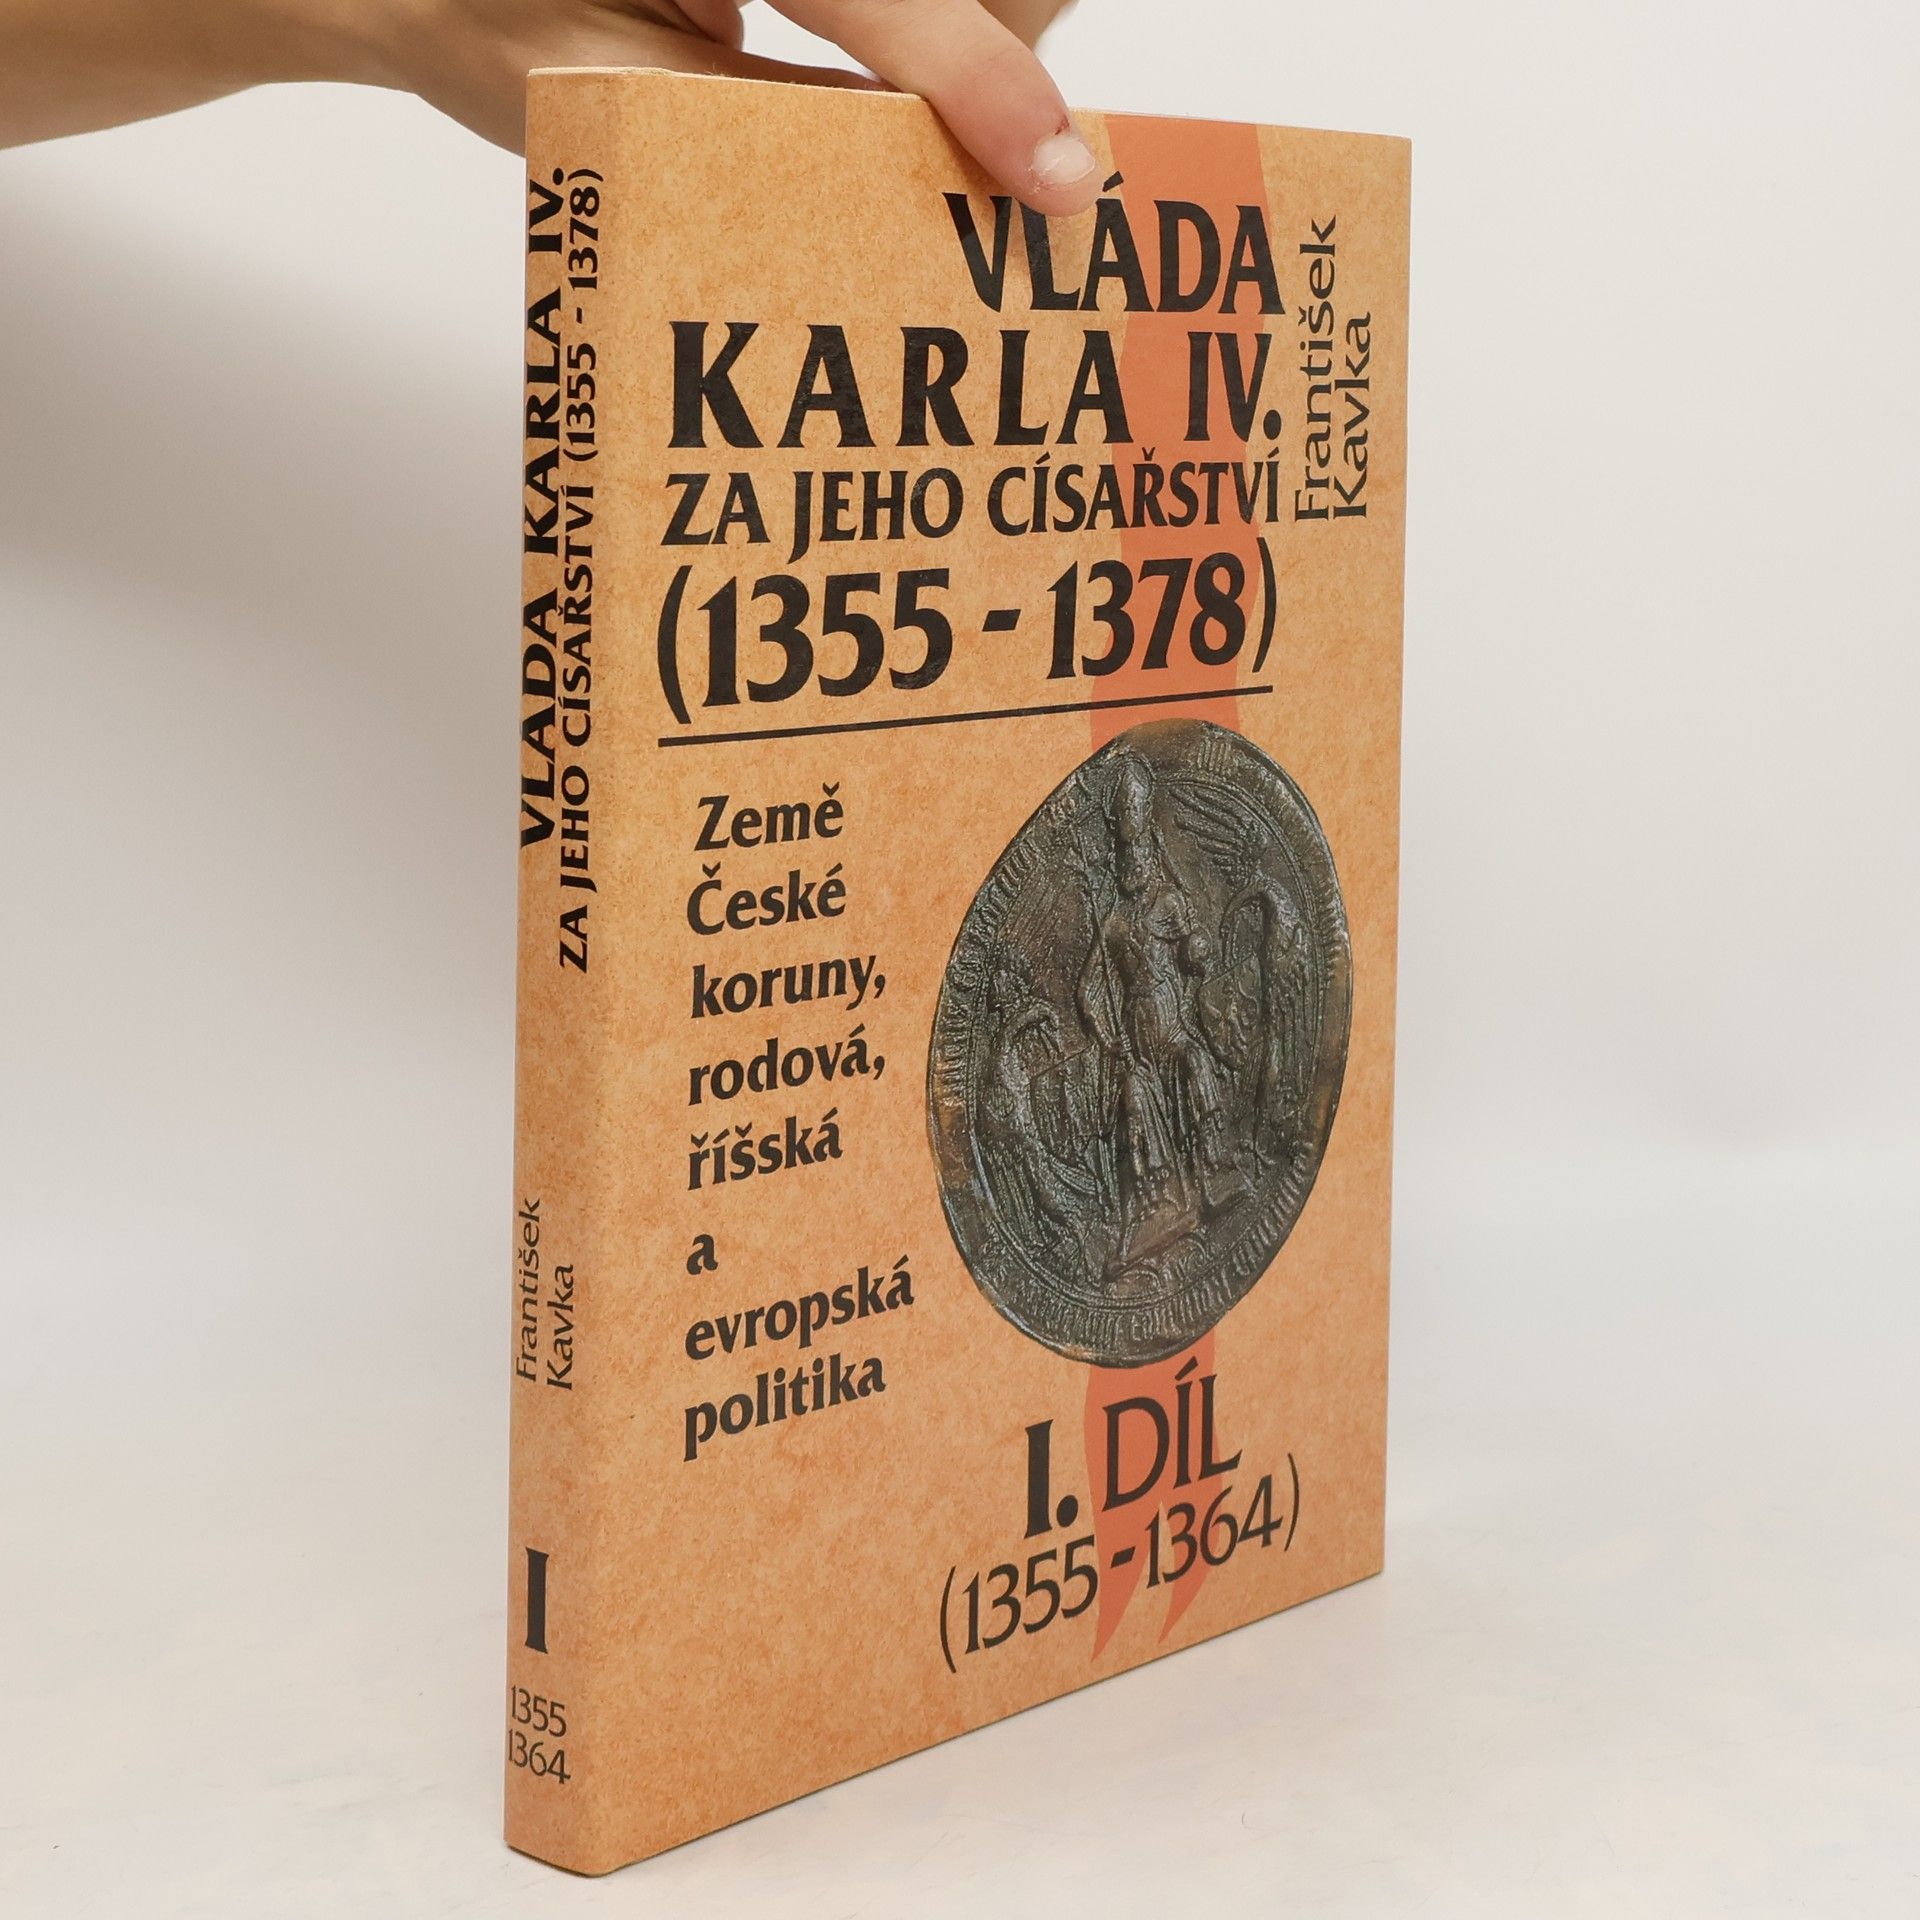 VLÁDA KARLA IV.
ZA JEHO CÍSAŘSTVÍ (1355 - 1378)
František
Kavka
I
1355
1364
VLÁDA
KARLA IV.
ZA JEHO CÍSAŘSTVÍ
(1355 - 1378)
František
Kavka
Země
České
koruny,
rodová,
říšská
a
evropská
politika
I. DÍL
(1355 - 1364)